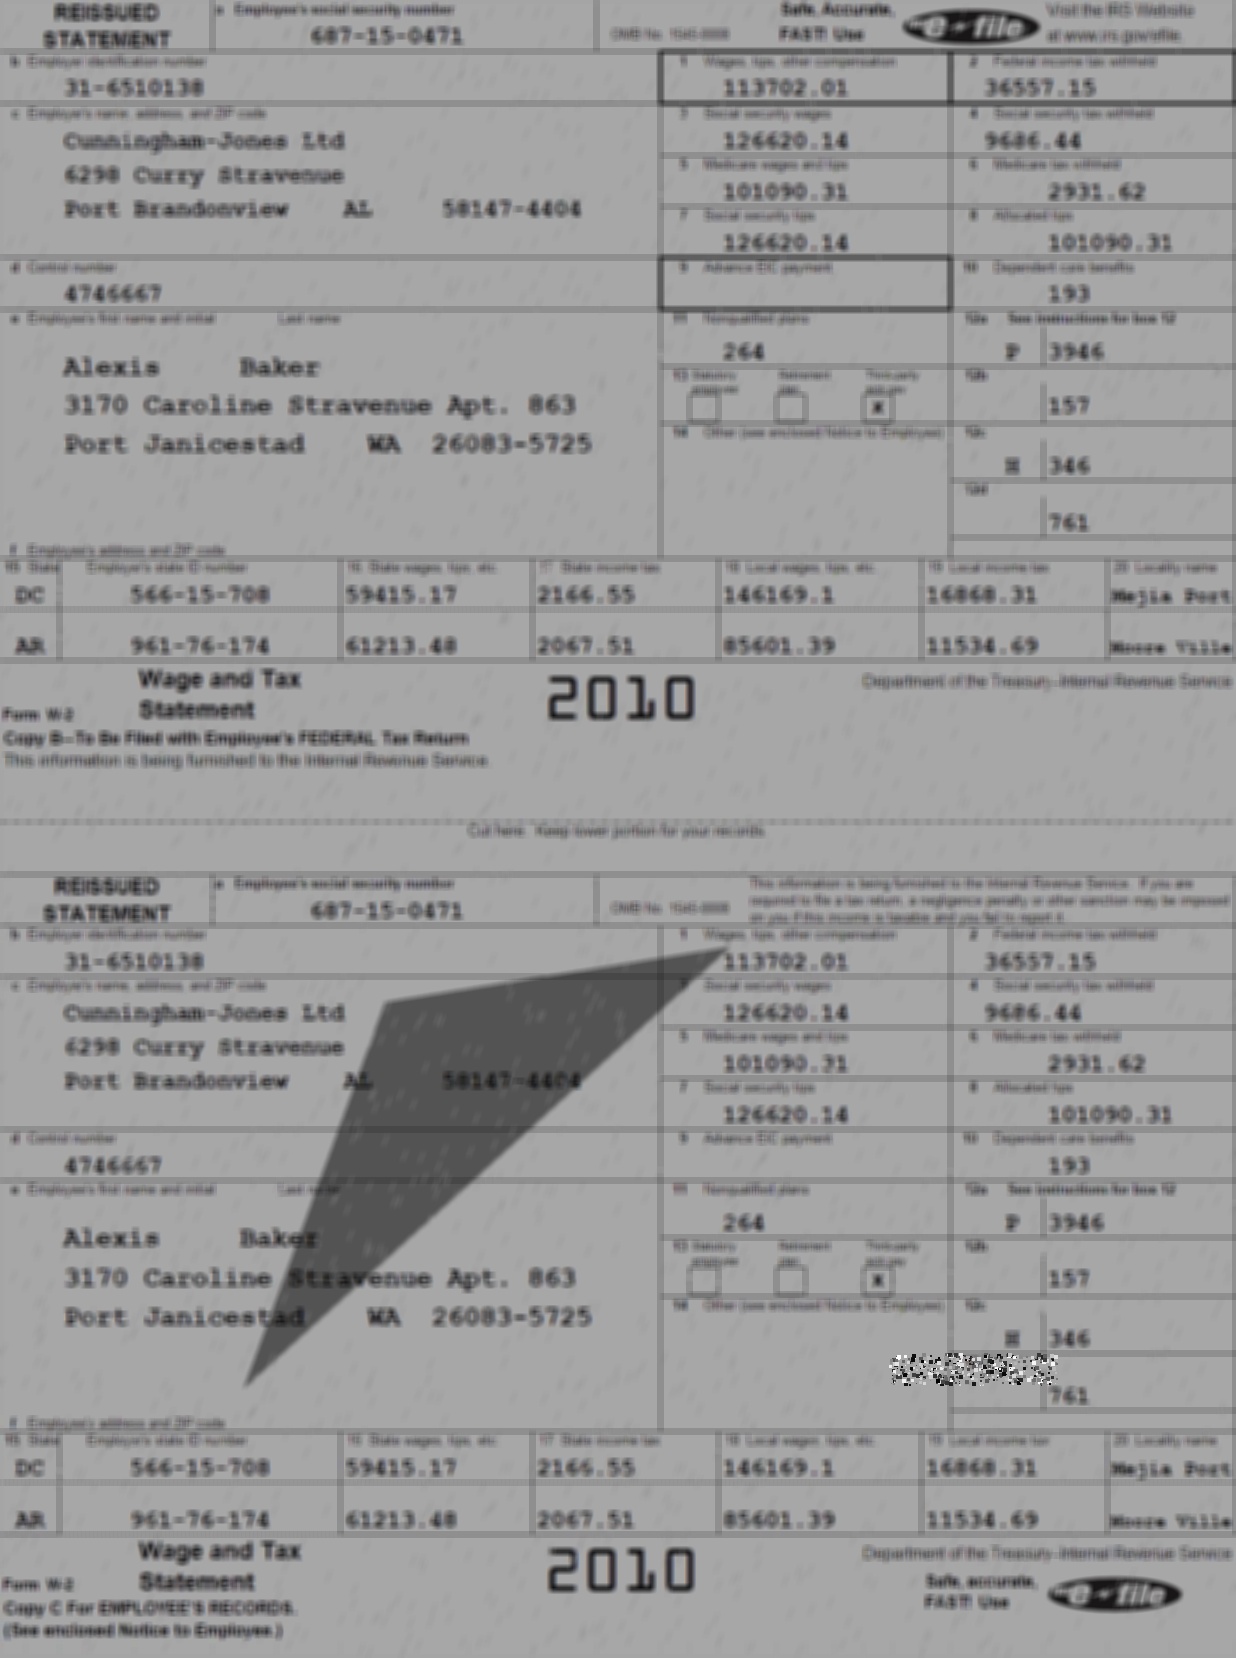 REISSUED STATEMENT
a Employee's social security number
687-15-0471
OMB No. 1545-0008
Safe, Accurate, FAST! Use
e file
Visit the IRS Website at www.irs.gov/efile.
b Employer identification number
31-6510138
1 Wages, tips, other compensation
113702.01
2 Federal income tax withheld
36557.15
c Employer's name, address, and ZIP code
Cunningham-Jones Ltd
6298 Curry Stravenue
Port Brandonview AL 58147-4404
3 Social security wages
126620.14
4 Social security tax withheld
9686.44
5 Medicare wages and tips
101090.31
6 Medicare tax withheld
2931.62
7 Social security tips
126620.14
8 Allocated tips
101090.31
d Control number
4746667
9 Advance EIC payment
10 Dependent care benefits
193
e Employee's first name and initial Last name
Alexis Baker
3170 Caroline Stravenue Apt. 863
Port Janicestad WA 26083-5725
11 Nonqualified plans
264
12a See instructions for box 12
P 3946
13 Statutory employee
Retirement plan
Third-party sick pay
X
12b
157
14 Other (see enclosed Notice to Employee)
12c
H 346
12d
761
f Employee's address and ZIP code
15 State Employer's state ID number 16 State wages, tips, etc. 17 State income tax 18 Local wages, tips, etc. 19 Local income tax 20 Locality name
DC 566-15-708 59415.17 2166.55 146169.1 16868.31 Mejia Port
AR 961-76-174 61213.48 2067.51 85601.39 11534.69 Moore Ville
Form W-2 Wage and Tax Statement
2010
Department of the Treasury-Internal Revenue Service
Copy B-To Be Filed with Employee's FEDERAL Tax Return
This information is being furnished to the Internal Revenue Service.
Cut here. Keep lower portion for your records.
REISSUED STATEMENT
a Employee's social security number
687-15-0471
OMB No. 1545-0008
This information is being furnished to the Internal Revenue Service. If you are
required to file a tax return, a negligence penalty or other sanction may be imposed
on you if this income is taxable and you fail to report it.
b Employer identification number
31-6510138
1 Wages, tips, other compensation
113702.01
2 Federal income tax withheld
36557.15
c Employer's name, address, and ZIP code
Cunningham-Jones Ltd
6298 Curry Stravenue
Port Brandonview AL 58147-4404
3 Social security wages
126620.14
4 Social security tax withheld
9686.44
5 Medicare wages and tips
101090.31
6 Medicare tax withheld
2931.62
7 Social security tips
126620.14
8 Allocated tips
101090.31
d Control number
4746667
9 Advance EIC payment
10 Dependent care benefits
193
e Employee's first name and initial Last name
Alexis Baker
3170 Caroline Stravenue Apt. 863
Port Janicestad WA 26083-5725
11 Nonqualified plans
264
12a See instructions for box 12
P 3946
13 Statutory employee
Retirement plan
Third-party sick pay
X
12b
157
14 Other (see enclosed Notice to Employee)
12c
H 346
761
f Employee's address and ZIP code
15 State Employer's state ID number 16 State wages, tips, etc. 17 State income tax 18 Local wages, tips, etc. 19 Local income tax 20 Locality name
DC 566-15-708 59415.17 2166.55 146169.1 16868.31 Mejia Port
AR 961-76-174 61213.48 2067.51 85601.39 11534.69 Moore Ville
Form W-2 Wage and Tax Statement
2010
Department of the Treasury-Internal Revenue Service
Copy C For EMPLOYEE'S RECORDS.
(See enclosed Notice to Employee.)
Safe, accurate, FAST! Use
e file